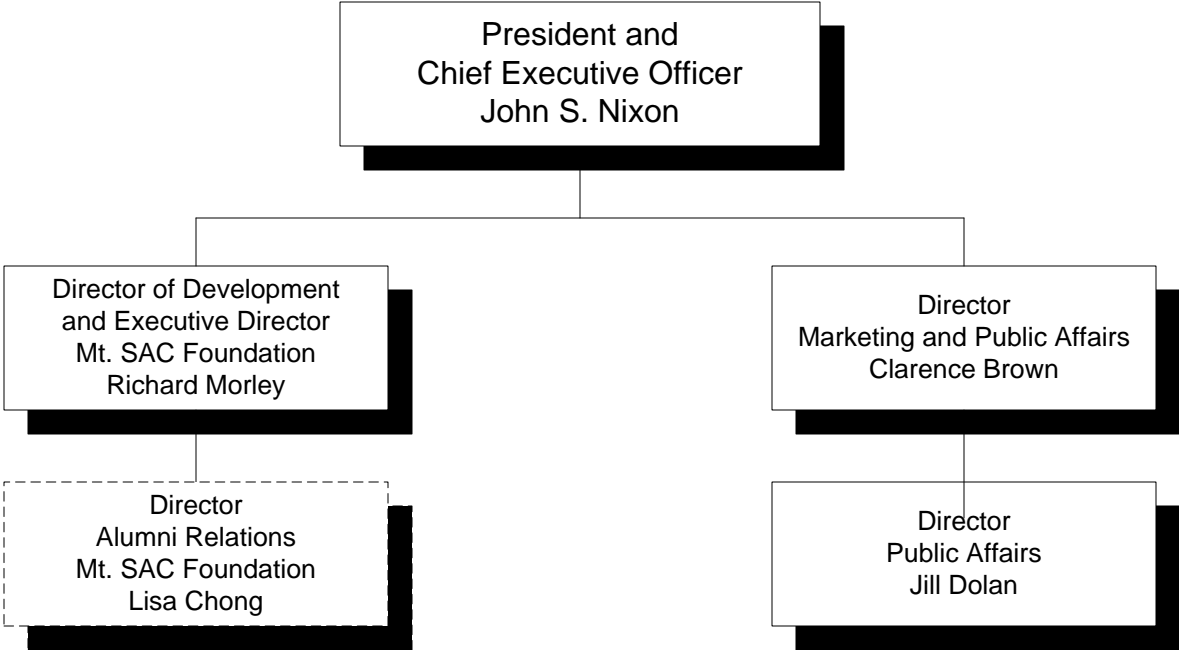 President and
Chief Executive Officer
John S. Nixon
Director of Development
and Executive Director
Mt. SAC Foundation
Richard Morley
Director
Marketing and Public Affairs
Clarence Brown
Director
Alumni Relations
Mt. SAC Foundation
Lisa Chong
Director
Public Affairs
Jill Dolan